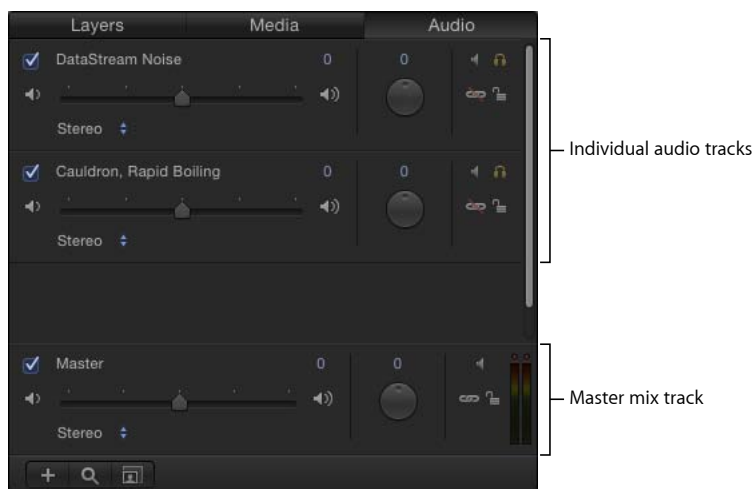 Layers Media Audio
DataStream Noise 0 0
Stereo
Individual audio tracks
Cauldron, Rapid Boiling 0 0
Stereo
Master 0 0
Master mix track
Stereo